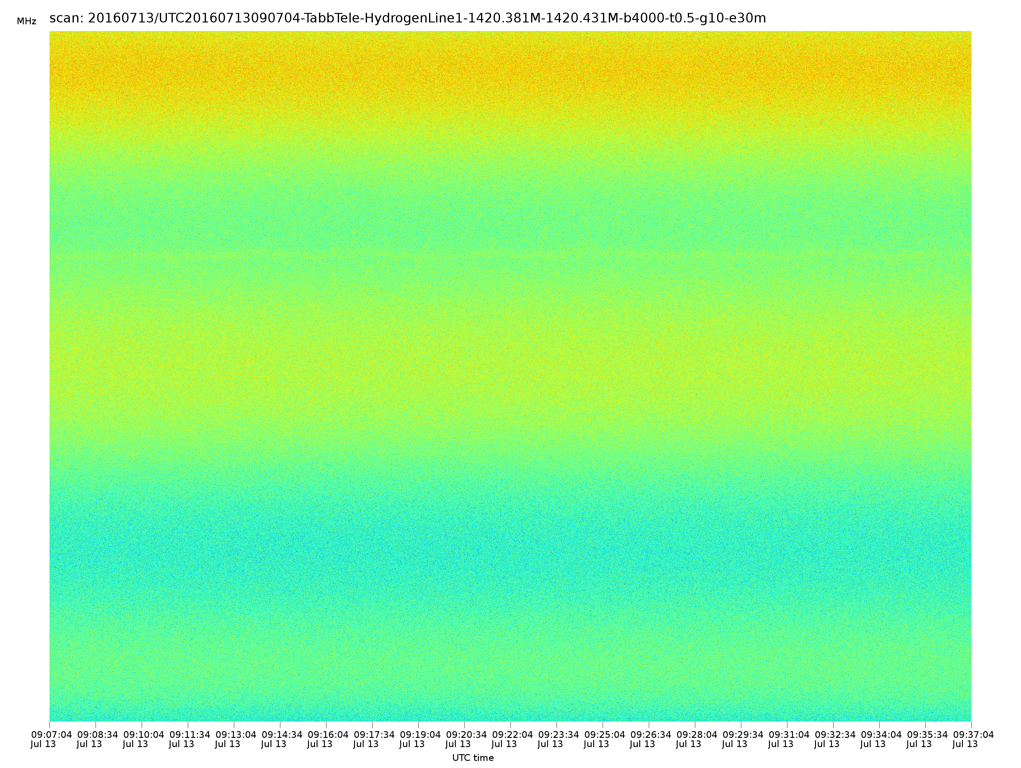 scan: 20160713/UTC20160713090704-TabbTele-HydrogenLine1-1420.381M-1420.431M-b4000-t0.5-g10-e30m
MHz
09:07:04 09:08:34 09:10:04 09:11:34 09:13:04 09:14:34 09:16:04 09:17:34 09:19:04 09:20:34 09:22:04 09:23:34 09:25:04 09:26:34 09:28:04 09:29:34 09:31:04 09:32:34 09:34:04 09:35:34 09:37:04
Jul 13 Jul 13 Jul 13 Jul 13 Jul 13 Jul 13 Jul 13 Jul 13 Jul 13 Jul 13 Jul 13 Jul 13 Jul 13 Jul 13 Jul 13 Jul 13 Jul 13 Jul 13 Jul 13 Jul 13 Jul 13
UTC time